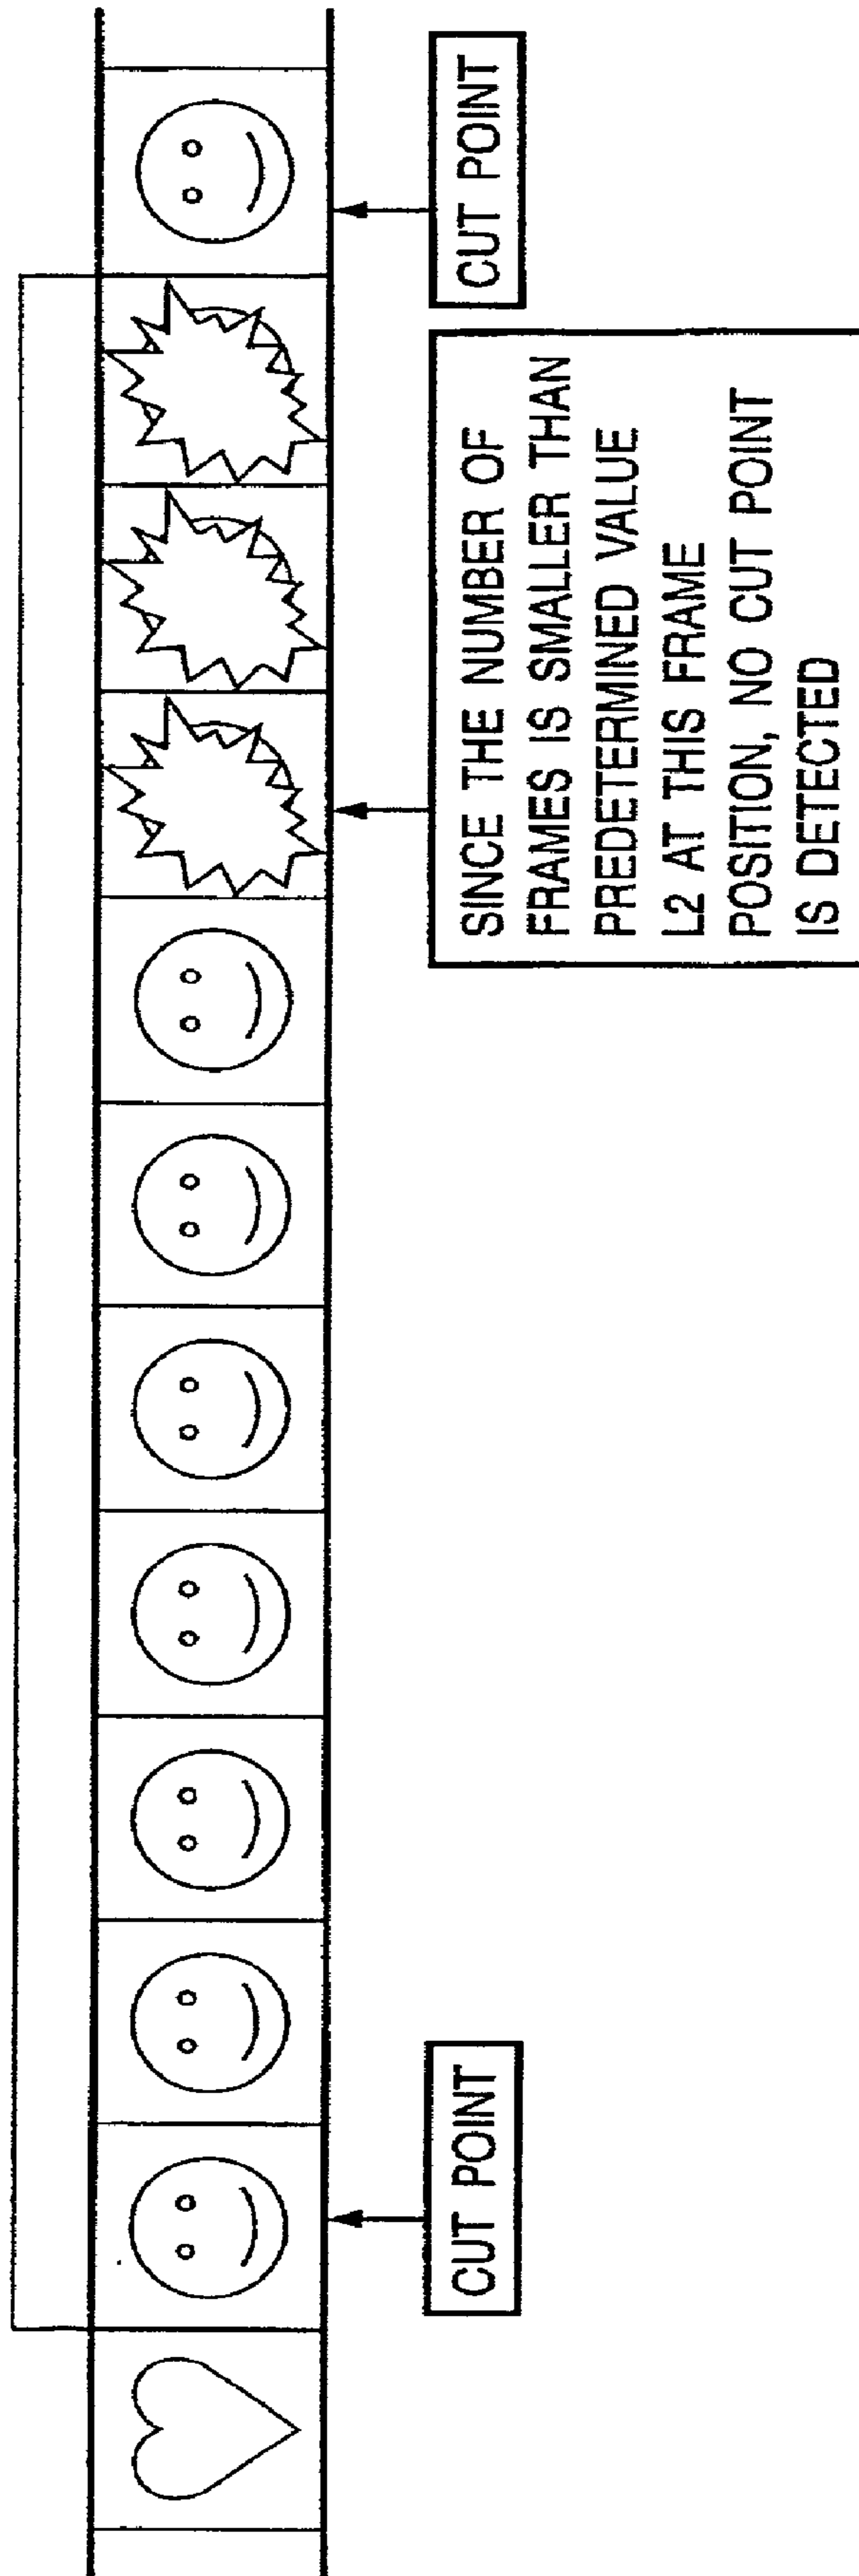 CUT POINT
SINCE THE NUMBER OF
FRAMES IS SMALLER THAN
PREDETERMINED VALUE
L2 AT THIS FRAME
POSITION, NO CUT POINT
IS DETECTED
CUT POINT